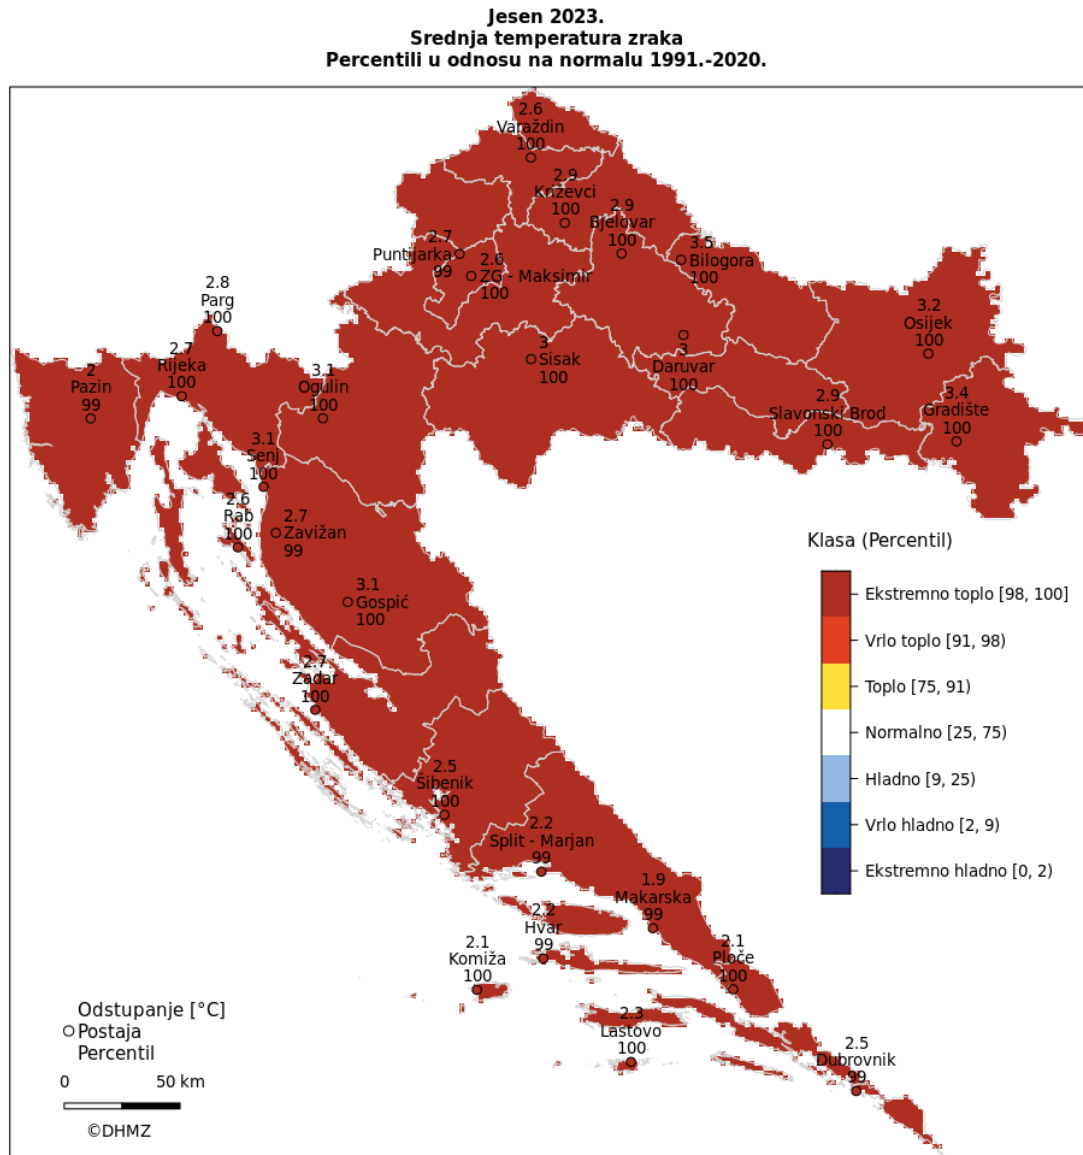 Jesen 2023.
Srednja temperatura zraka
Percentili u odnosu na normalu 1991.-2020.
2.6
Varaždin
100
2.9
Križevci
100
2.9
Bjelovar
100
2.7
Puntijarka
99
2.6
ZG - Maksimir
100
3.5
Bilogora
100
2.8
Parg
100
3.2
Osijek
100
2.7
Rijeka
100
2
Pazin
99
3.1
Ogulin
100
3
Sisak
100
3
Daruvar
100
2.9
Slavonski Brod
100
3.4
Gradište
100
3.1
Senj
100
2.6
Rab
100
2.7
Zavižan
99
3.1
Gospić
100
2.7
Zadar
100
2.5
Šibenik
100
2.2
Split - Marjan
99
1.9
Makarska
99
2.2
Hvar
99
2.1
Komiža
100
2.1
Ploče
100
2.3
Lastovo
100
2.5
Dubrovnik
99
Klasa (Percentil)
Ekstremno toplo [98, 100]
Vrlo toplo [91, 98)
Toplo [75, 91)
Normalno [25, 75)
Hladno [9, 25)
Vrlo hladno [2, 9)
Ekstremno hladno [0, 2)
Odstupanje [°C]
Postaja
Percentil
0 50 km
©DHMZ